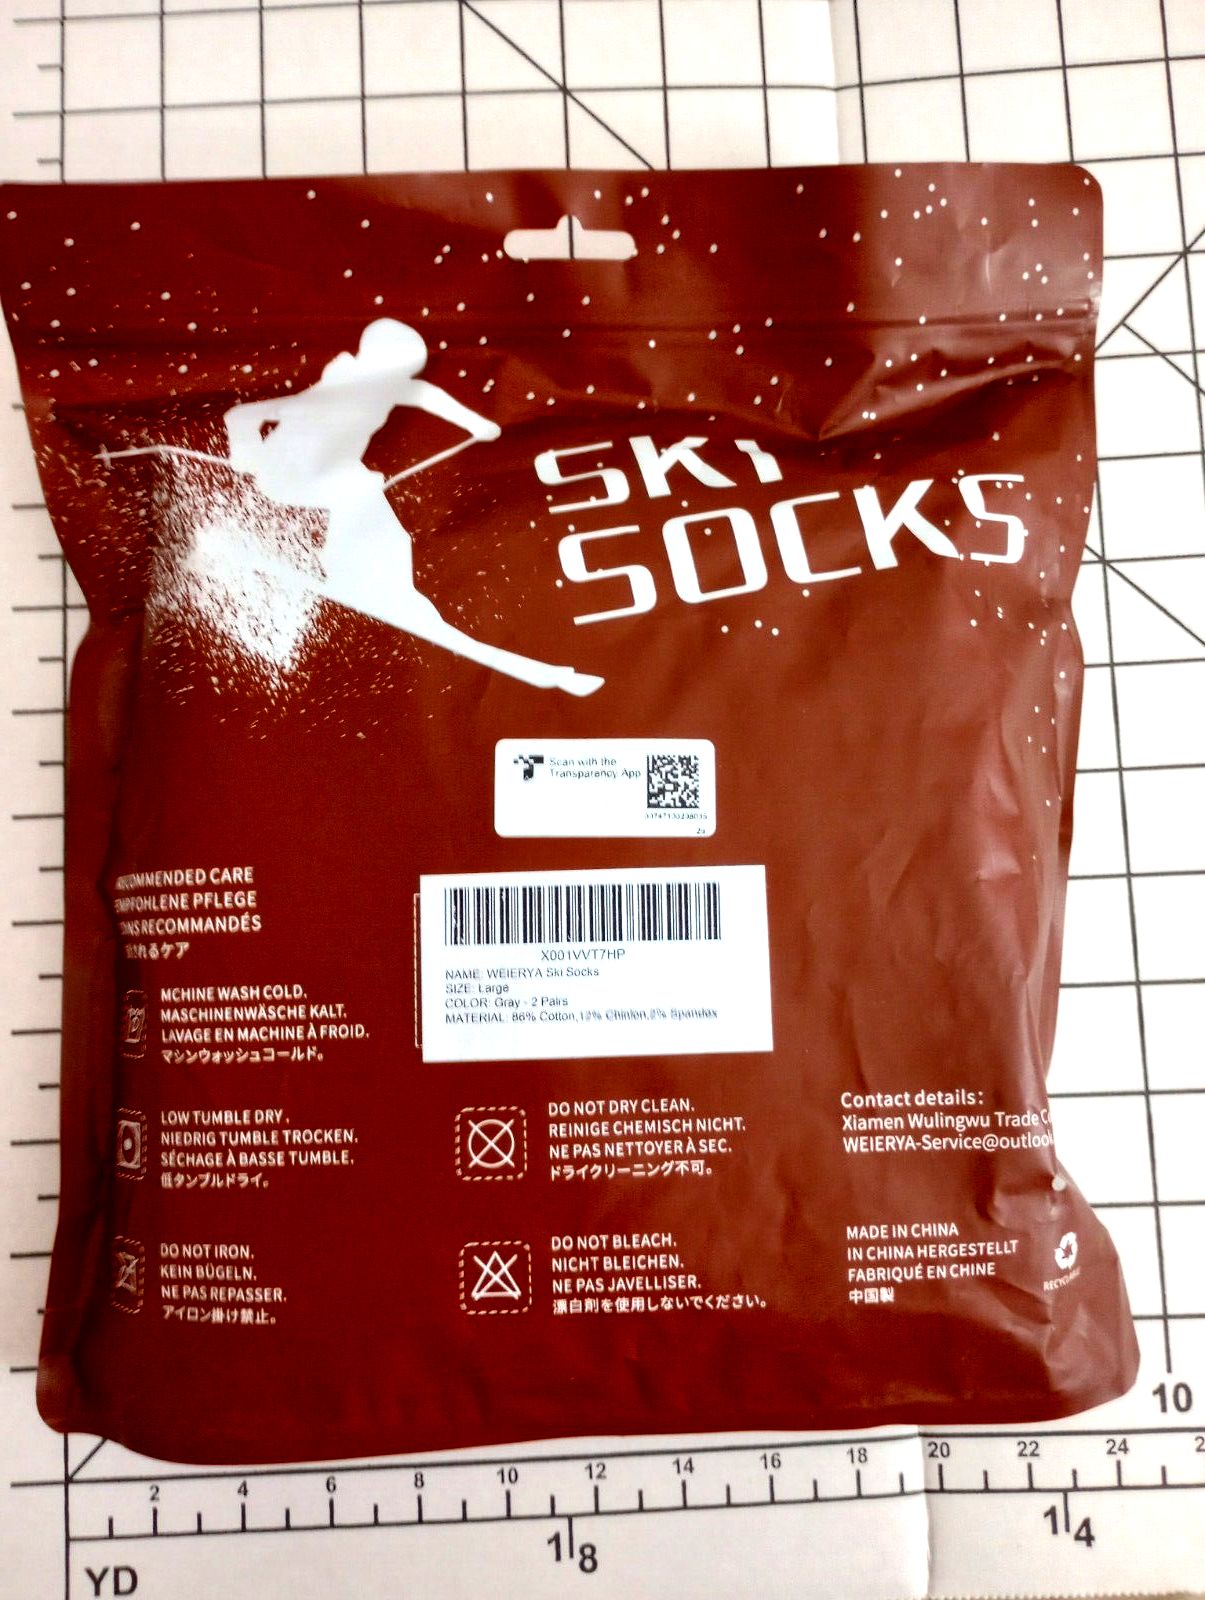 SKI
SOCKS
Scan with the
Transparency App
RECOMMENDED CARE
EMPFOHLENE PFLEGE
RECOMMANDÉS
れるケア
X001VVT7HP
NAME: WEIERYA Ski Socks
SIZE: Large
COLOR: Gray - 2 Pairs
MATERIAL: 86% Cotton,12% Chinlon,2% Spandex
MCHINE WASH COLD.
MASCHINENWÄSCHE KALT.
LAVAGE EN MACHINE À FROID.
マシンウォッシュコールド。
LOW TUMBLE DRY.
NIEDRIG TUMBLE TROCKEN.
SÉCHAGE À BASSE TUMBLE.
低タンブルドライ。
DO NOT IRON.
KEIN BÜGELN.
NE PAS REPASSER.
アイロン掛け禁止。
DO NOT DRY CLEAN.
REINIGE CHEMISCH NICHT.
NE PAS NETTOYER À SEC.
ドライクリーニング不可。
DO NOT BLEACH.
NICHT BLEICHEN.
NE PAS JAVELLISER.
漂白剤を使用しないでください。
Contact details:
Xiamen Wulingwu Trade
WEIERYA-Service@outlook
MADE IN CHINA
IN CHINA HERGESTELLT
FABRIQUÉ EN CHINE
中国製
RECYCLABLE
10
2 4 6 8 10 12 14 16 18 20 22 24
1/8 1/4
YD